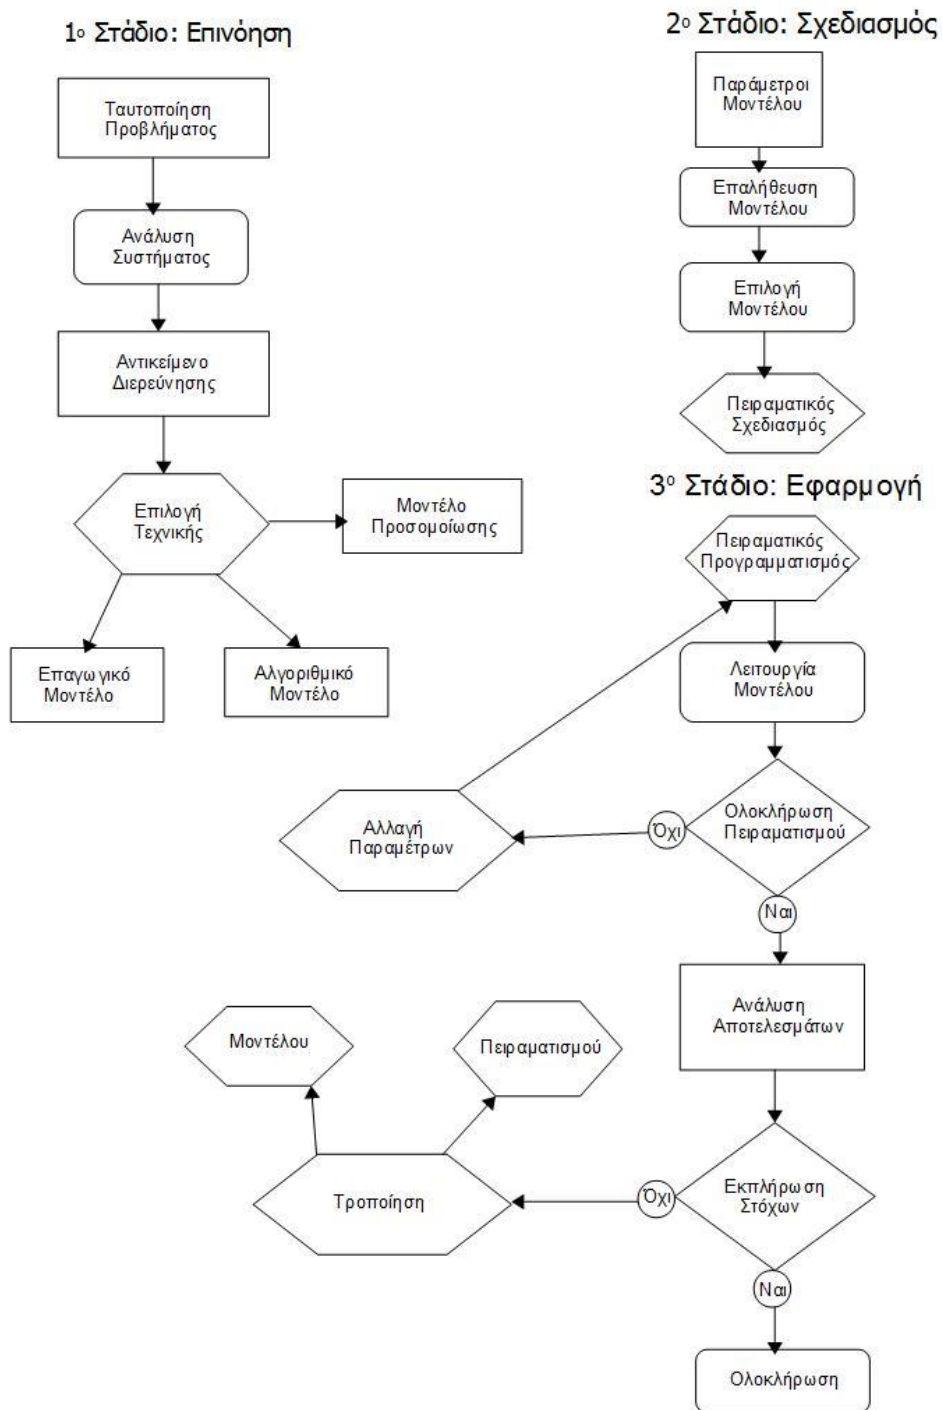 1ο Στάδιο: Επινόηση
Ταυτοποίηση
Προβλήματος
Ανάλυση
Συστήματος
Αντικείμενο
Διερεύνησης
Επιλογή
Τεχνικής
Μοντέλο
Προσομοίωσης
Επαγωγικό
Μοντέλο
Αλγοριθμικό
Μοντέλο
2ο Στάδιο: Σχεδιασμός
Παράμετροι
Μοντέλου
Επαλήθευση
Μοντέλου
Επιλογή
Μοντέλου
Πειραματικός
Σχεδιασμός
3ο Στάδιο: Εφαρμογή
Πειραματικός
Προγραμματισμός
Λειτουργία
Μοντέλου
Ολοκλήρωση
Πειραματισμού
Όχι
Αλλαγή
Παραμέτρων
Ναι
Ανάλυση
Αποτελεσμάτων
Εκπλήρωση
Στόχων
Όχι
Τροποίηση
Μοντέλου
Πειραματισμού
Ναι
Ολοκλήρωση